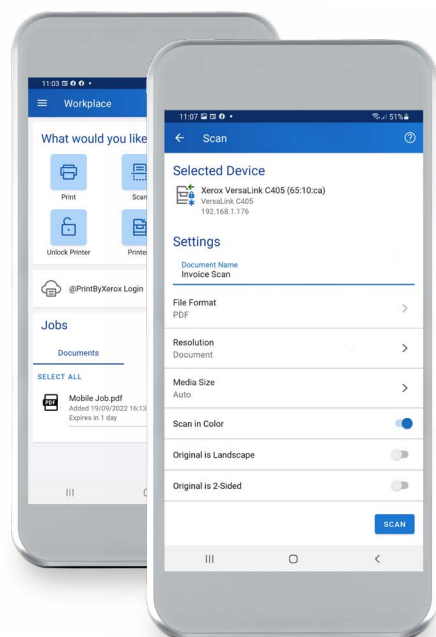 11:03
Workplace
What would you like
Print
Scan
Unlock Printer
Printe
@PrintByXerox Login
Jobs
Documents
SELECT ALL
PDF
Mobile Job.pdf
Added 19/09/2022 16:13
Expires in 1 day
11:07
51%
Scan
Selected Device
Xerox VersaLink C405 (65:10:ca)
VersaLink C405
192.168.1.176
Settings
Document Name
Invoice Scan
File Format
PDF
Resolution
Document
Media Size
Auto
Scan in Color
Original is Landscape
Original is 2-Sided
SCAN